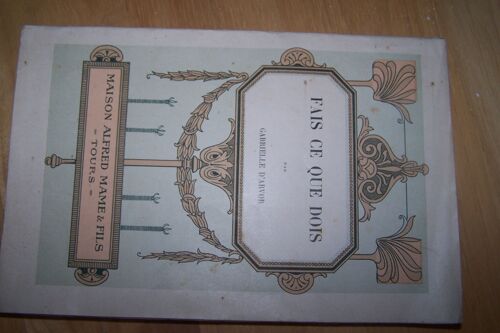 FAIS CE QUE DOIS
PAR
GABRIELLE D'ARVOR
MAISON ALFRED MAME & FILS
= TOURS =